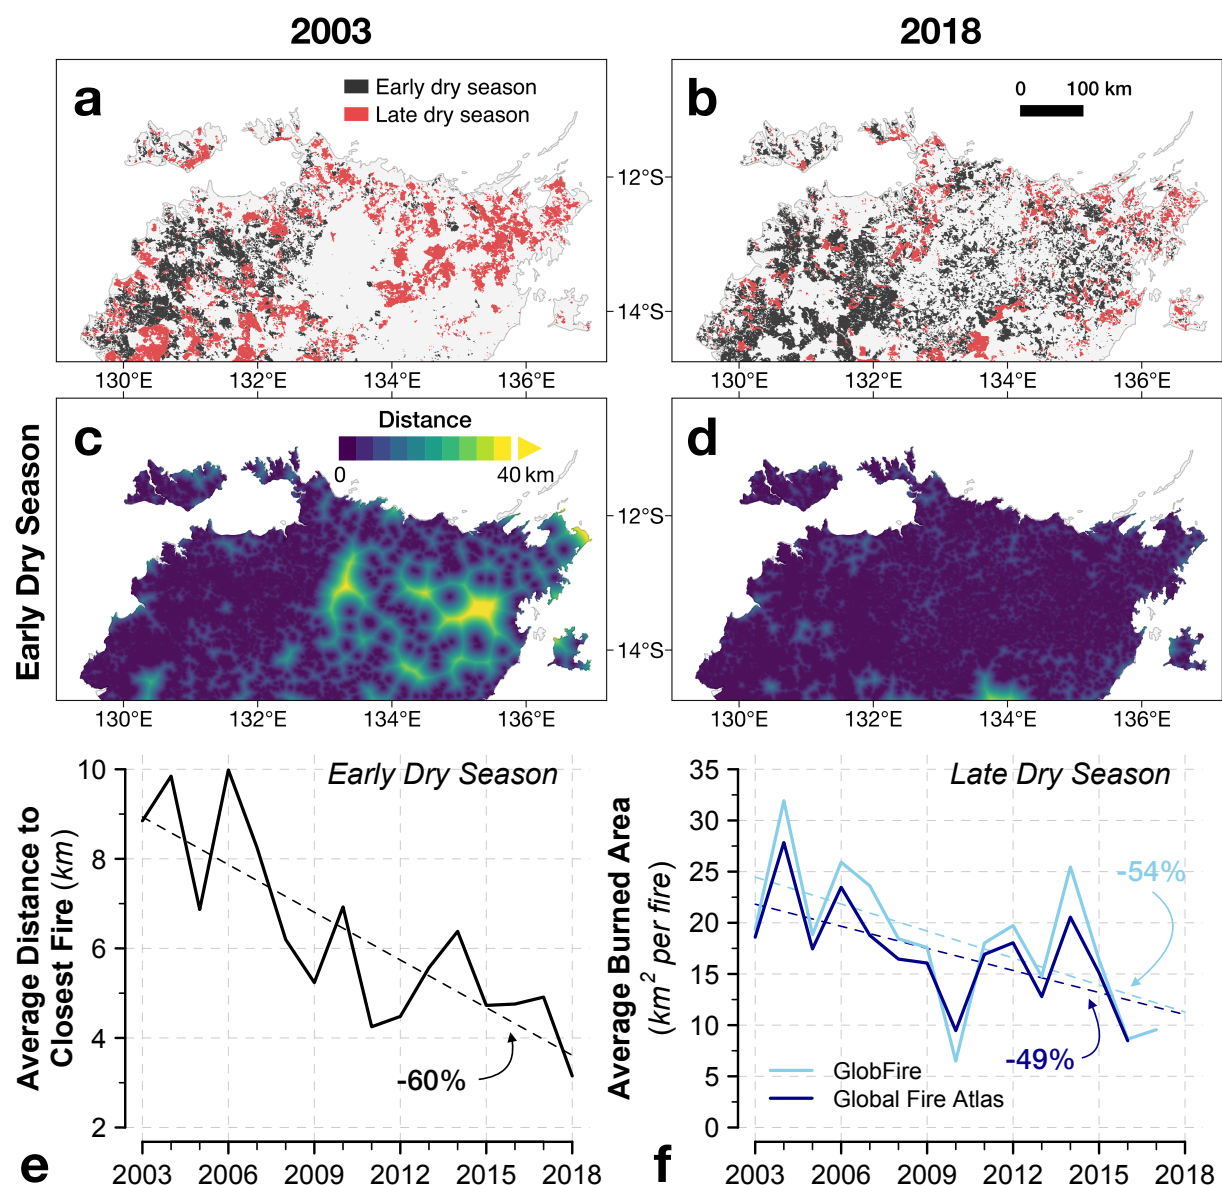 2003
2018
a
Early dry season
Late dry season
b
0 100 km
12°S
14°S
130°E 132°E 134°E 136°E
130°E 132°E 134°E 136°E
Early Dry Season
c
Distance
0 40 km
d
12°S
14°S
130°E 132°E 134°E 136°E
130°E 132°E 134°E 136°E
Average Distance to
Closest Fire (km)
10
8
6
4
2
Early Dry Season
-60%
e
2003 2006 2009 2012 2015 2018
Average Burned Area
(km² per fire)
35
30
25
20
15
10
5
0
Late Dry Season
-54%
-49%
GlobFire
Global Fire Atlas
f
2003 2006 2009 2012 2015 2018